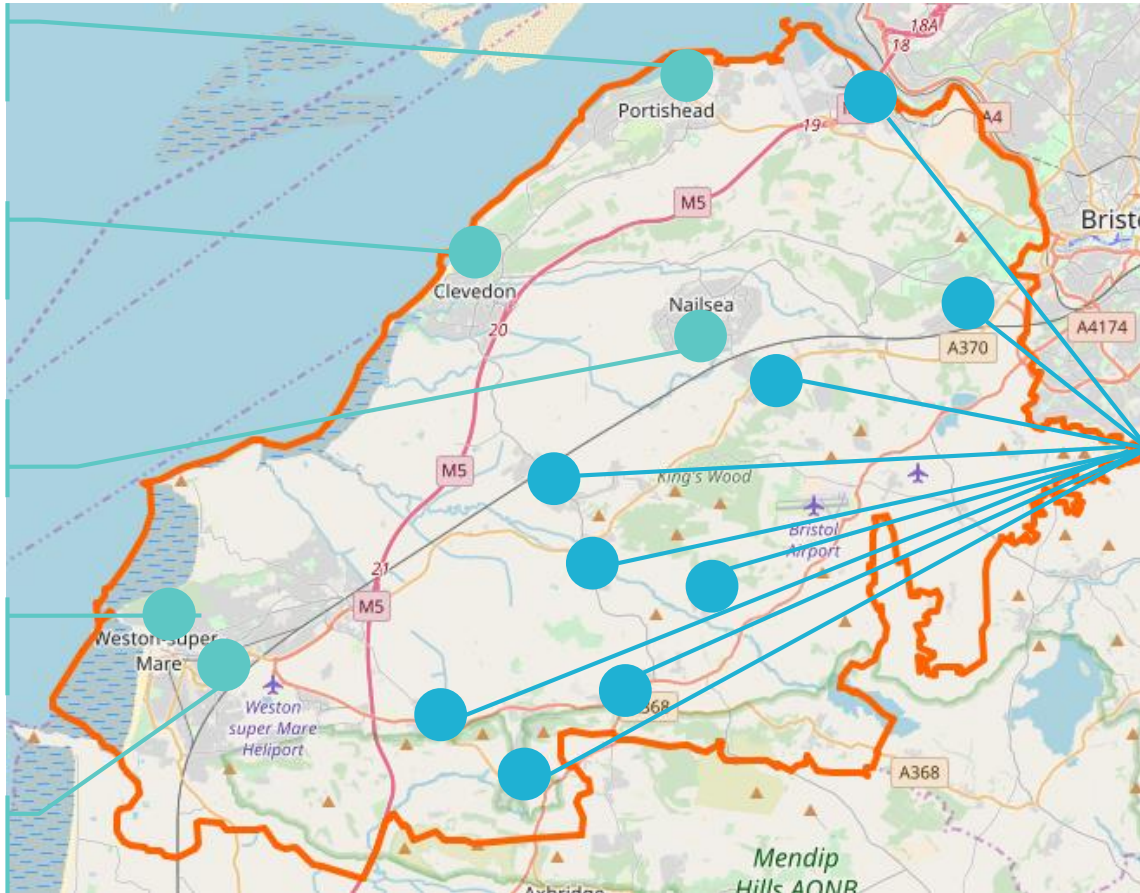 18A
18
Portishead
M
19
A4
M5
Bristo
Clevedon
Nailsea
20
A4174
A370
M5
King's Wood
Bristol
Airport
21
M5
Weston-super
Mare
Weston
super Mare
Heliport
368
A368
Mendip
Hills AONB
Axbridge